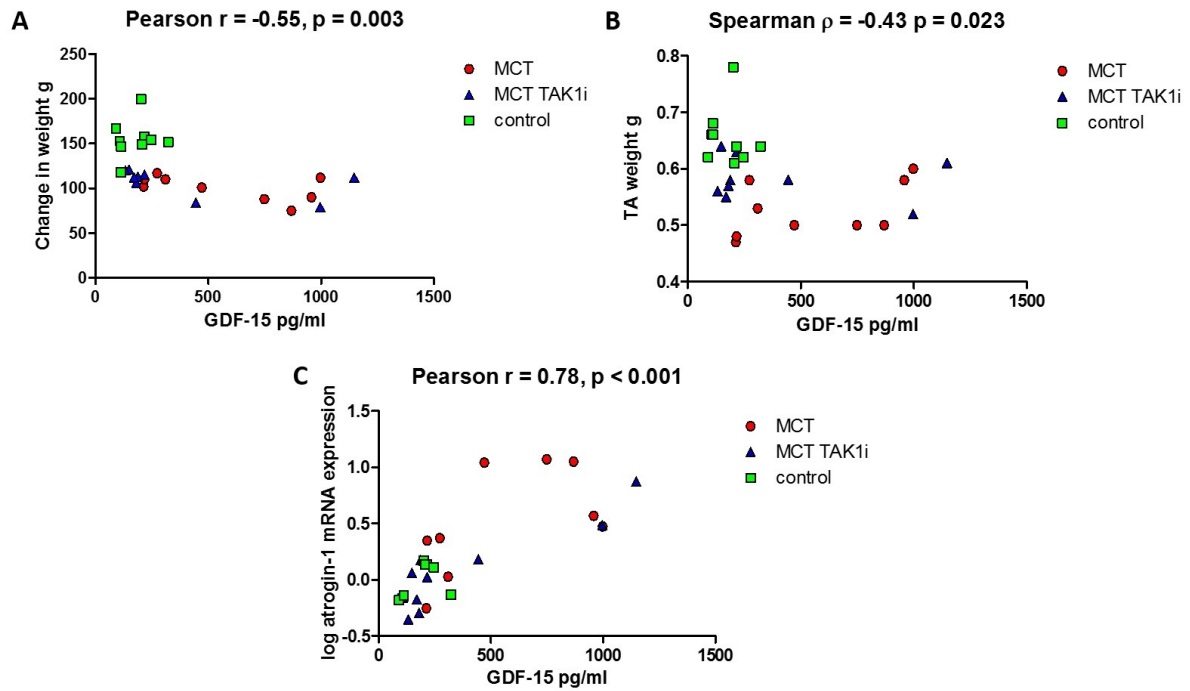 A
Pearson r = -0.55, p = 0.003
250
200
150
100
50
0
Change in weight g
0 500 1000 1500
GDF-15 pg/ml
MCT
MCT TAK1i
control
B
Spearman ρ = -0.43 p = 0.023
0.8
0.7
0.6
0.5
0.4
TA weight g
0 500 1000 1500
GDF-15 pg/ml
MCT
MCT TAK1i
control
C
Pearson r = 0.78, p < 0.001
1.5
1.0
0.5
0.0
-0.5
log atrogin-1 mRNA expression
0 500 1000 1500
GDF-15 pg/ml
MCT
MCT TAK1i
control